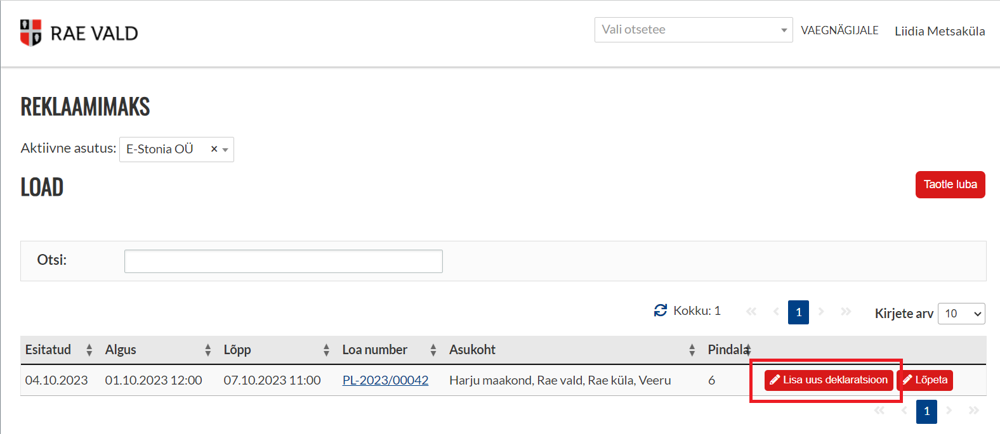 RAE VALD
Vali otsetee
VAEGNÄGIJALE
Liidia Metsaküla
REKLAAMIMAKS
Aktiivne asutus: E-Stonia OÜ ×
LOAD
Taotle luba
Otsi:
Kokku: 1 « ‹ 1 › » Kirjete arv 10
Esitatud Algus Lõpp Loa number Asukoht Pindala
04.10.2023 01.10.2023 12:00 07.10.2023 11:00 PL-2023/00042 Harju maakond, Rae vald, Rae küla, Veeru 6 Lisa uus deklaratsioon Lõpeta
« ‹ 1 › »